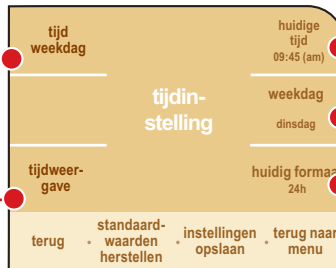 tijd
weekdag
huidige
tijd
09:45 (am)
tijdin-
stelling
weekdag
dinsdag
tijdweer-
gave
huidig formaa
24h
terug
standaard-
waarden
herstellen
instellingen
opslaan
terug naar
menu